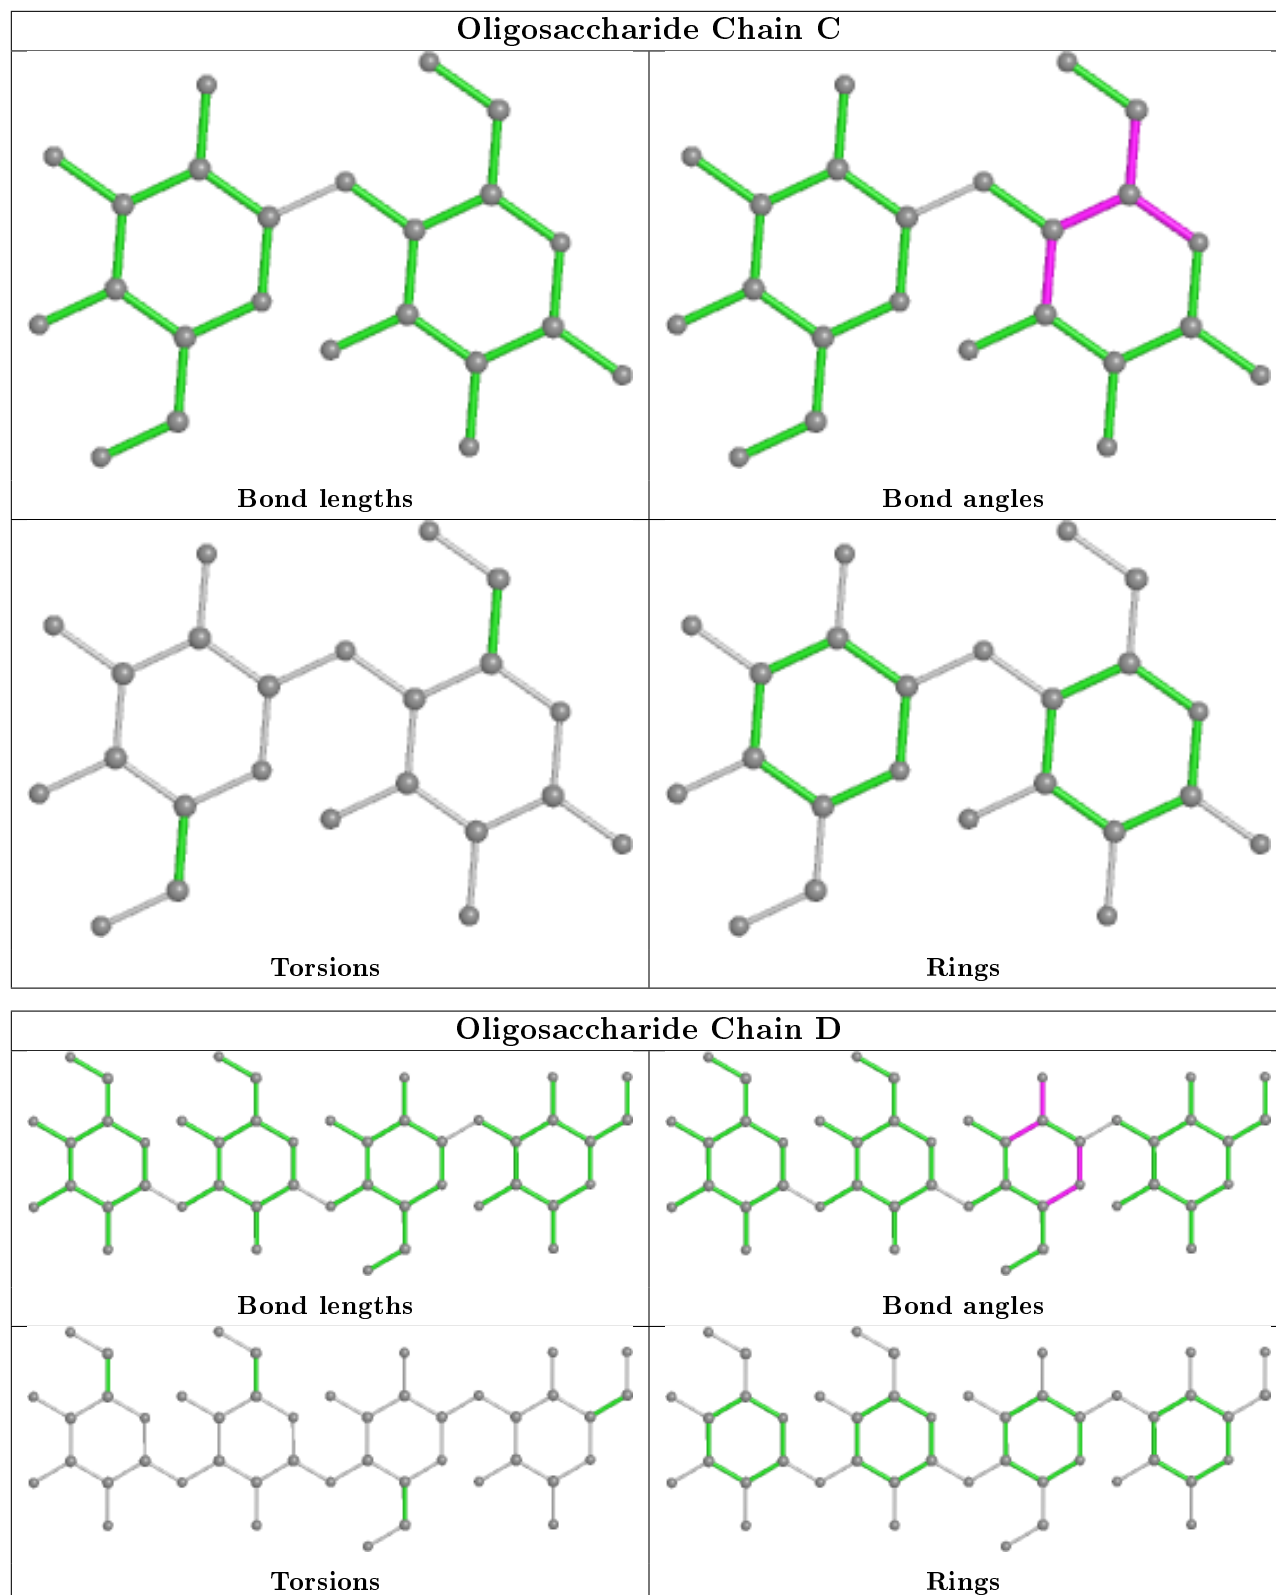 Oligosaccharide Chain C
Bond lengths
Bond angles
Torsions
Rings
Oligosaccharide Chain D
Bond lengths
Bond angles
Torsions
Rings